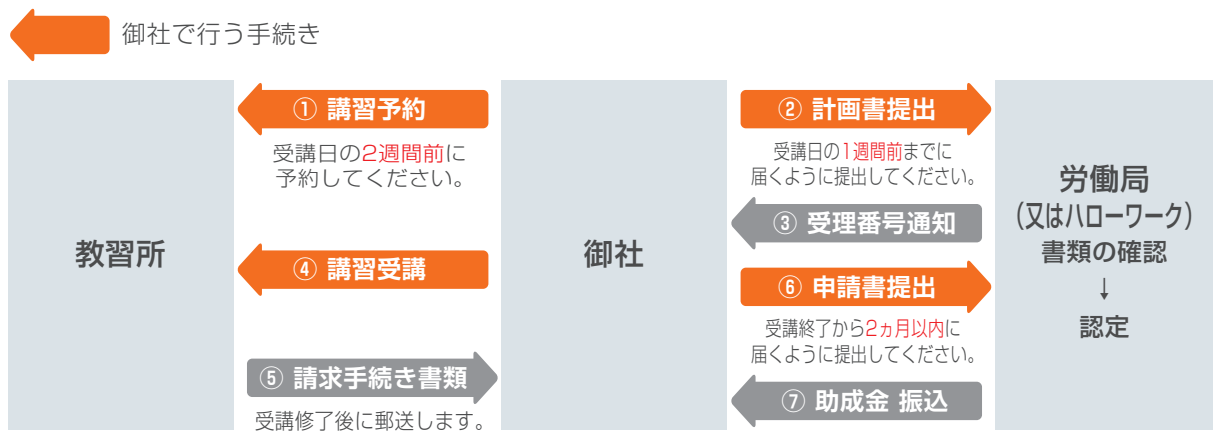 御社で行う手続き
教習所
① 講習予約
受講日の2週間前に
予約してください。
④ 講習受講
⑤ 請求手続き書類
受講修了後に郵送します。
御社
② 計画書提出
受講日の1週間前までに
届くように提出してください。
③ 受理番号通知
⑥ 申請書提出
受講終了から2ヵ月以内に
届くように提出してください。
⑦ 助成金 振込
労働局
(又はハローワーク)
書類の確認
↓
認定